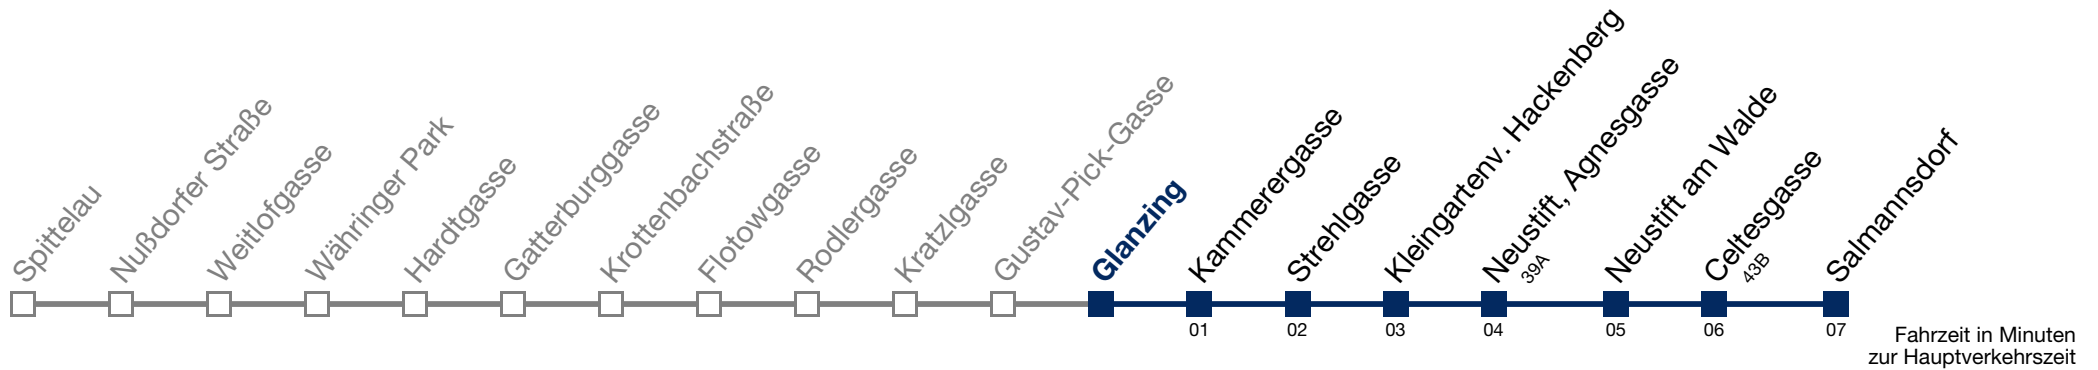 Spittelau
Nußdorfer Straße
Weitlofgasse
Währinger Park
Hardtgasse
Gatterburggasse
Krottenbachstraße
Flotowgasse
Rodlergasse
Kratzlgasse
Gustav-Pick-Gasse
Glanzing
Kammerergasse
01
Strehlgasse
02
Kleingartenv. Hackenberg
03
Neustift, Agnesgasse
39A
04
Neustift am Walde
05
Celtesgasse
43B
06
Salmannsdorf
07
Fahrzeit in Minuten
zur Hauptverkehrszeit